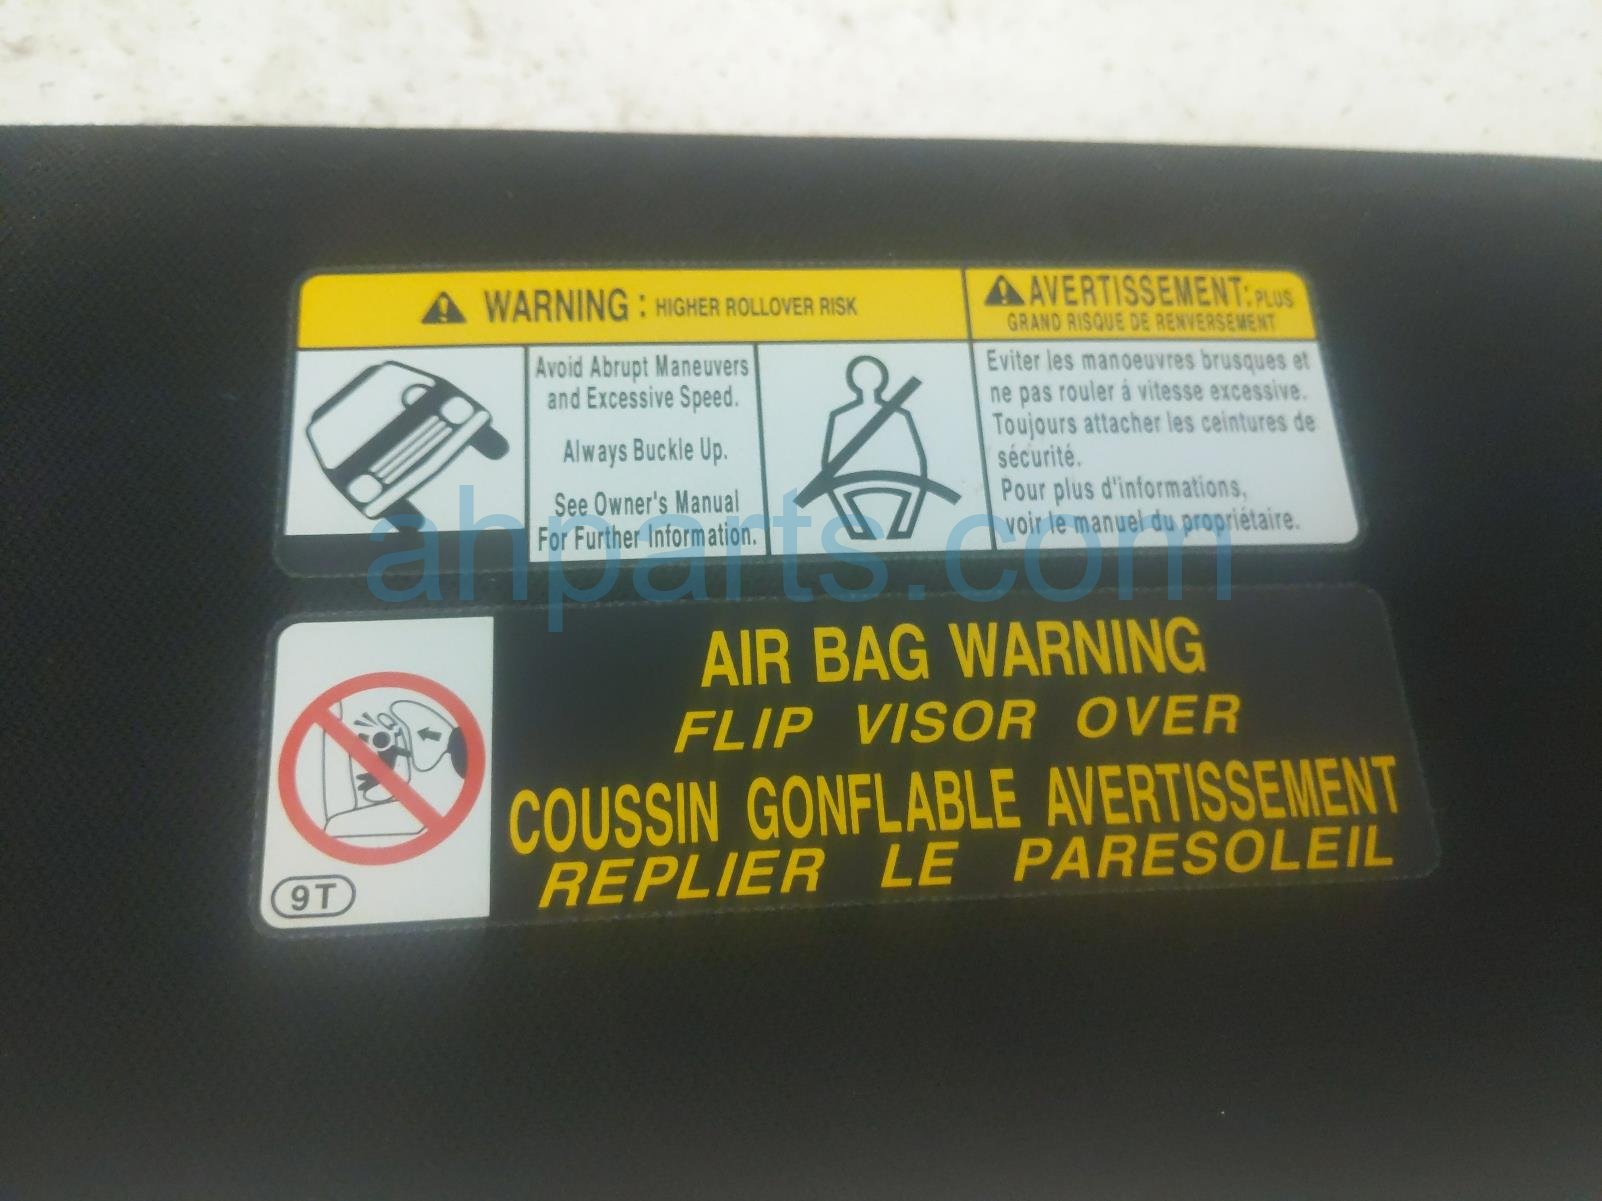 WARNING : HIGHER ROLLOVER RISK
Avoid Abrupt Maneuvers
and Excessive Speed.
Always Buckle Up.
See Owner's Manual
For Further Information.
AVERTISSEMENT: PLUS
GRAND RISQUE DE RENVERSEMENT
Eviter les manoeuvres brusques et
ne pas rouler á vitesse excessive.
Toujours attacher les ceintures de
sécurité.
Pour plus d'informations,
voir le manuel du propriétaire.
ahparts.com
AIR BAG WARNING
FLIP VISOR OVER
COUSSIN GONFLABLE AVERTISSEMENT
REPLIER LE PARESOLEIL
9T